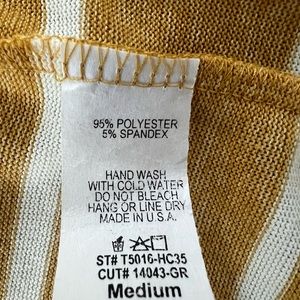 95% POLYESTER
5% SPANDEX
HAND WASH
WITH COLD WATER
DO NOT BLEACH
HANG OR LINE DRY
MADE IN U.S.A.
ST# T5016-HC35
CUT# 14043-GR
Medium